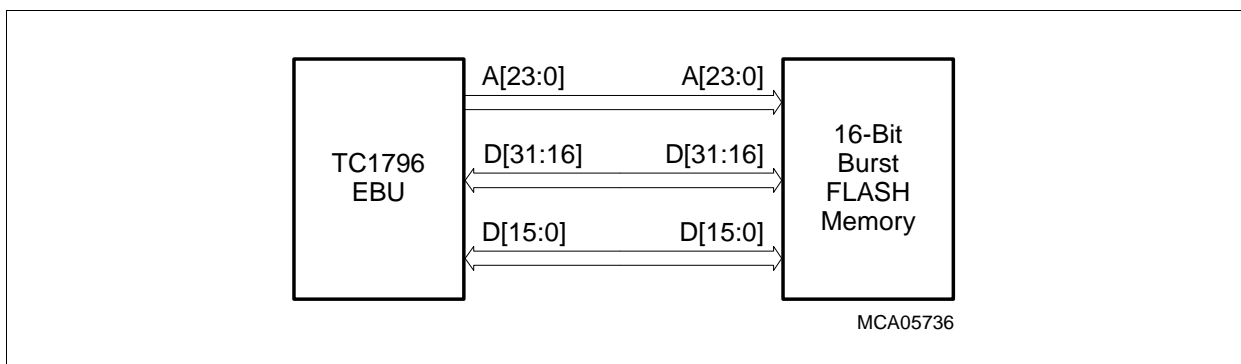 A[23:0] A[23:0]
TC1796
EBU
D[31:16] D[31:16]
D[15:0] D[15:0]
16-Bit
Burst
FLASH
Memory
MCA05736